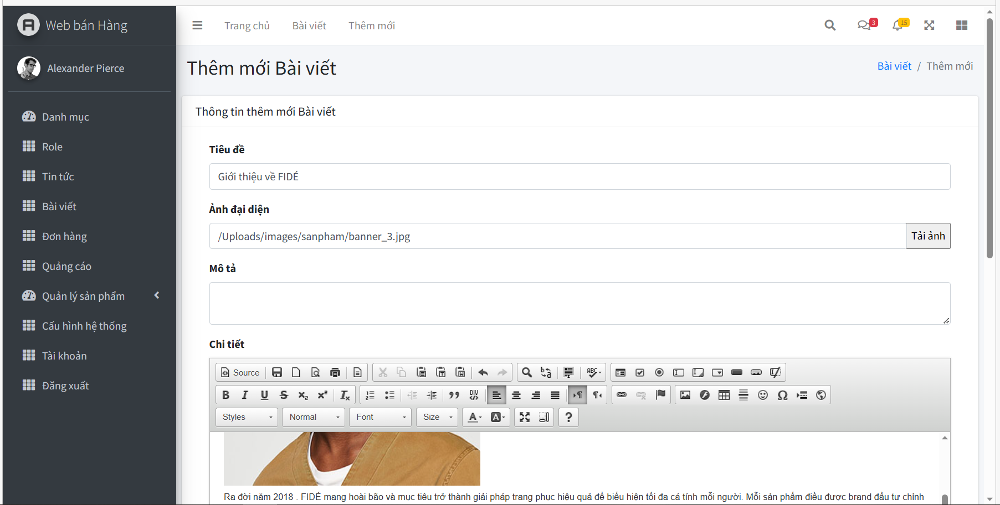 Web bán Hàng
Trang chủ
Bài viết
Thêm mới
3
15
Alexander Pierce
Thêm mới Bài viết
Bài viết / Thêm mới
Danh mục
Role
Tin tức
Bài viết
Đơn hàng
Quảng cáo
Quản lý sản phẩm
Cấu hình hệ thống
Tài khoản
Đăng xuất
Thông tin thêm mới Bài viết
Tiêu đề
Giới thiệu về FIDÉ
Ảnh đại diện
/Uploads/images/sanpham/banner_3.jpg
Tải ảnh
Mô tả
Chi tiết
Source
Styles
Normal
Font
Size
Ra đời năm 2018 . FIDÉ mang hoài bão và mục tiêu trở thành giải pháp trang phục hiệu quả để biểu hiện tối đa cá tính mỗi người. Mỗi sản phẩm điều được brand đầu tư chỉnh